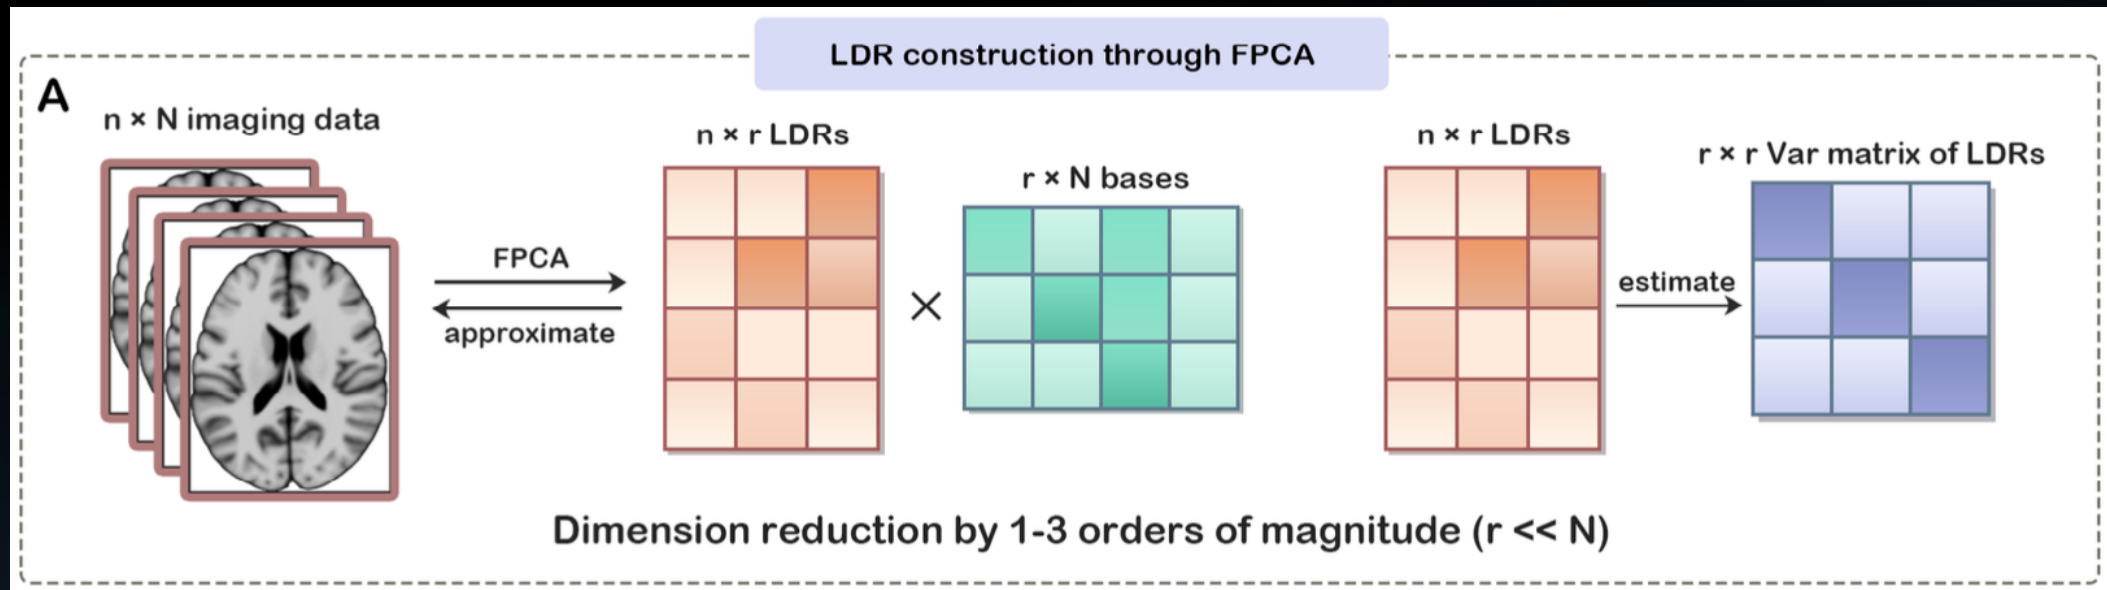 LDR construction through FPCA
A
n × N imaging data
n × r LDRs
r × N bases
n × r LDRs
r × r Var matrix of LDRs
FPCA
approximate
×
estimate
Dimension reduction by 1-3 orders of magnitude (r << N)